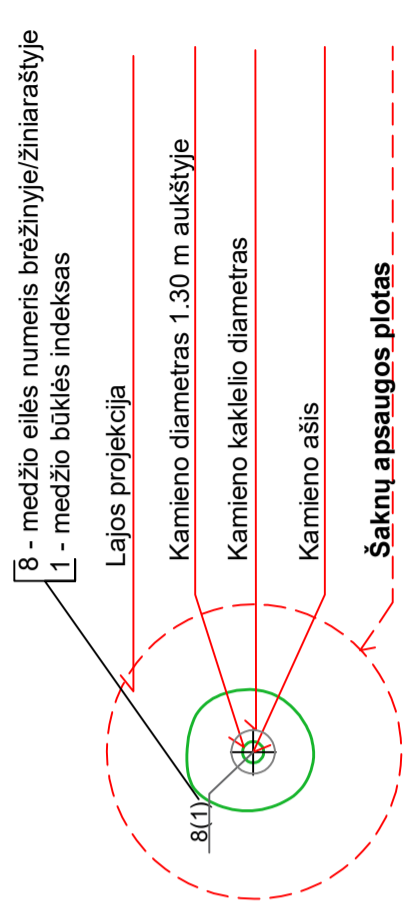 8 - medžio eilės numeris brėžinyje/žiniaraštyje
1 - medžio būklės indeksas
Lajos projekcija
Kamieno diametras 1.30 m aukštyje
Kamieno kaklelio diametras
Kamieno ašis
Šaknų apsaugos plotas
8(1)